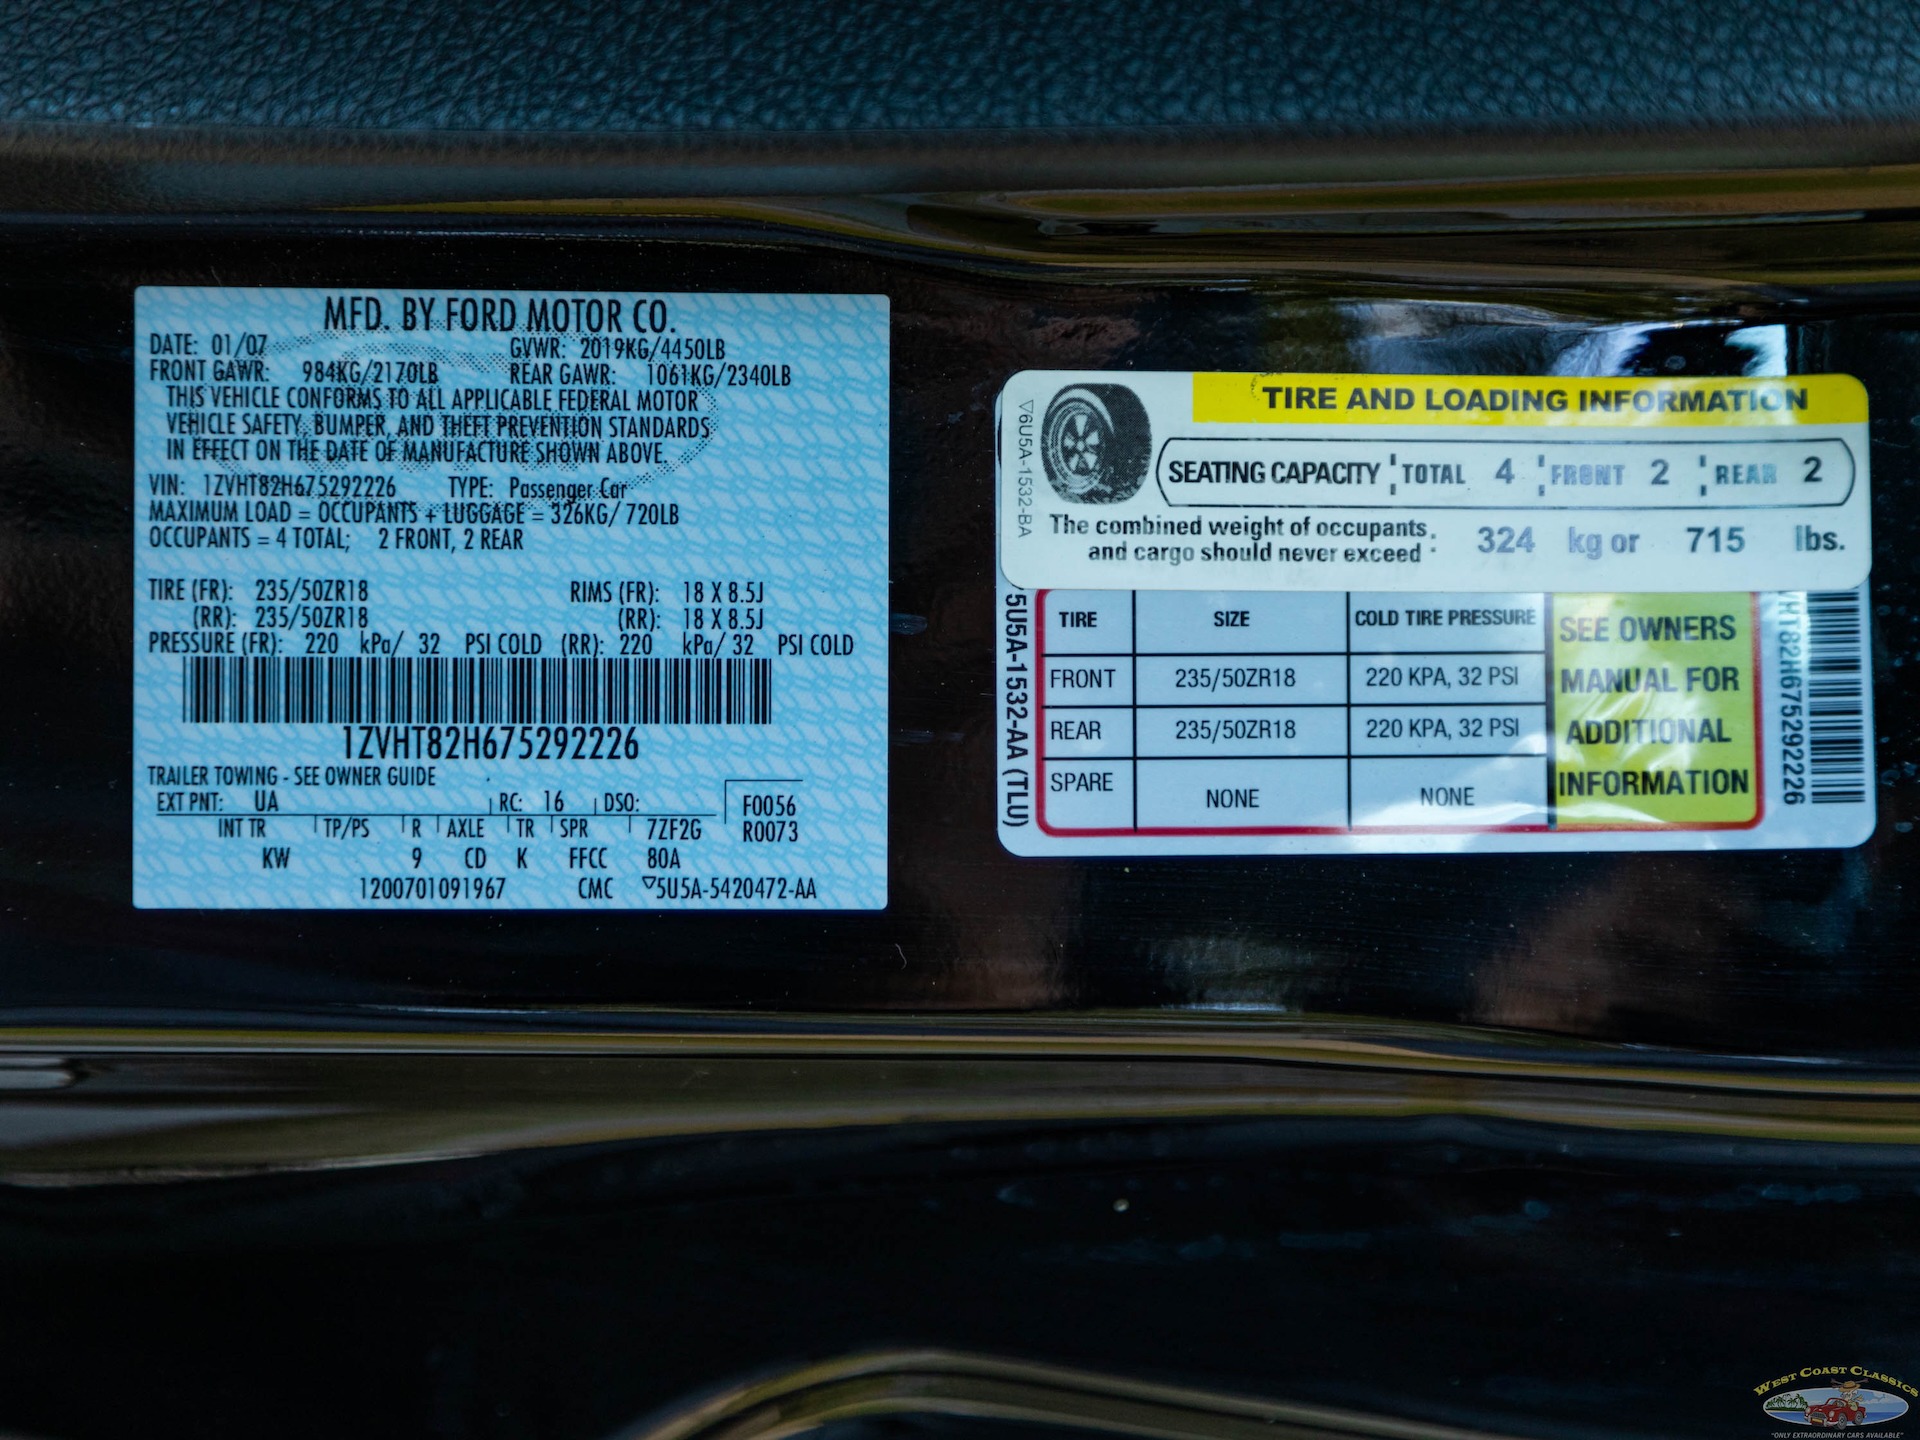 MFD. BY FORD MOTOR CO.
DATE: 01/07 GVWR: 2019KG/4450LB
FRONT GAWR: 984KG/2170LB REAR GAWR: 1061KG/2340LB
THIS VEHICLE CONFORMS TO ALL APPLICABLE FEDERAL MOTOR
VEHICLE SAFETY, BUMPER, AND THEFT PREVENTION STANDARDS
IN EFFECT ON THE DATE OF MANUFACTURE SHOWN ABOVE.
VIN: 1ZVHT82H675292226 TYPE: Passenger Car
MAXIMUM LOAD = OCCUPANTS + LUGGAGE = 326KG/ 720LB
OCCUPANTS = 4 TOTAL; 2 FRONT, 2 REAR
TIRE (FR): 235/50ZR18 RIMS (FR): 18 X 8.5J
(RR): 235/50ZR18 (RR): 18 X 8.5J
PRESSURE (FR): 220 kPa/ 32 PSI COLD (RR): 220 kPa/ 32 PSI COLD
1ZVHT82H675292226
TRAILER TOWING - SEE OWNER GUIDE
EXT PNT: UA RC: 16 DSO: F0056
INT TR TP/PS R AXLE TR SPR 7ZF2G R0073
KW 9 CD K FFCC 80A
1200701091967 CMC ▽5U5A-5420472-AA
▽6U5A-1532-BA
TIRE AND LOADING INFORMATION
SEATING CAPACITY TOTAL 4 FRONT 2 REAR 2
The combined weight of occupants
and cargo should never exceed : 324 kg or 715 lbs.
5U5A-1532-AA (TLU)
TIRE SIZE COLD TIRE PRESSURE
FRONT 235/50ZR18 220 KPA, 32 PSI
REAR 235/50ZR18 220 KPA, 32 PSI
SPARE NONE NONE
SEE OWNERS
MANUAL FOR
ADDITIONAL
INFORMATION
VHT82H675292226
WEST COAST CLASSICS
"ONLY EXTRAORDINARY CARS AVAILABLE"